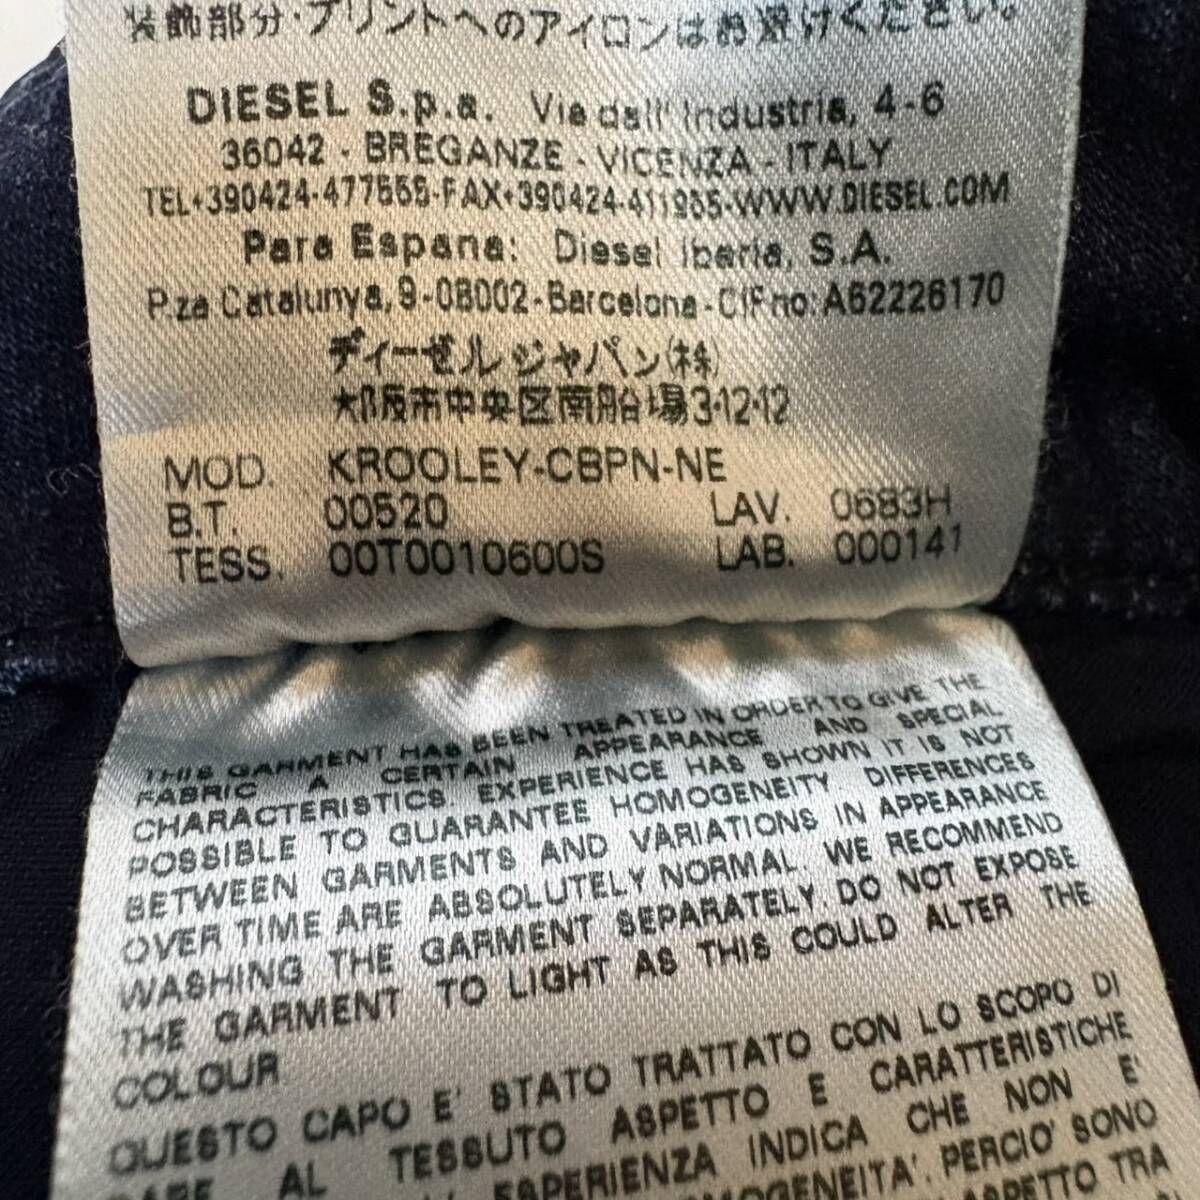 装飾部分・プリントへのアイロンはお避けください。
DIESEL S.p.a. Via dall' Industria, 4-6
36042 - BREGANZE - VICENZA - ITALY
TEL+390424-477555-FAX+390424-411955-WWW.DIESEL.COM
Para Espana: Diesel Iberia, S.A.
P.za Catalunya, 9-08002-Barcelona-CIF no: A62226170
ディーゼルジャパン(株)
大阪市中央区南船場3-12-12
MOD. KROOLEY-CBPN-NE
B.T. 00520 LAV. 0683H
TESS. 00T0010600S LAB. 000141
THIS GARMENT HAS BEEN TREATED IN ORDER TO GIVE THE
FABRIC A CERTAIN APPEARANCE AND SPECIAL
CHARACTERISTICS. EXPERIENCE HAS SHOWN IT IS NOT
POSSIBLE TO GUARANTEE HOMOGENEITY. DIFFERENCES
BETWEEN GARMENTS AND VARIATIONS IN APPEARANCE
OVER TIME ARE ABSOLUTELY NORMAL. WE RECOMMEND
WASHING THE GARMENT SEPARATELY DO NOT EXPOSE
THE GARMENT TO LIGHT AS THIS COULD ALTER THE
COLOUR
QUESTO CAPO E' STATO TRATTATO CON LO SCOPO DI
DARE AL TESSUTO ASPETTO E CARATTERISTICHE
ESPERIENZA INDICA CHE NON E'
PERCIO' SONO
ASPETTO TRA